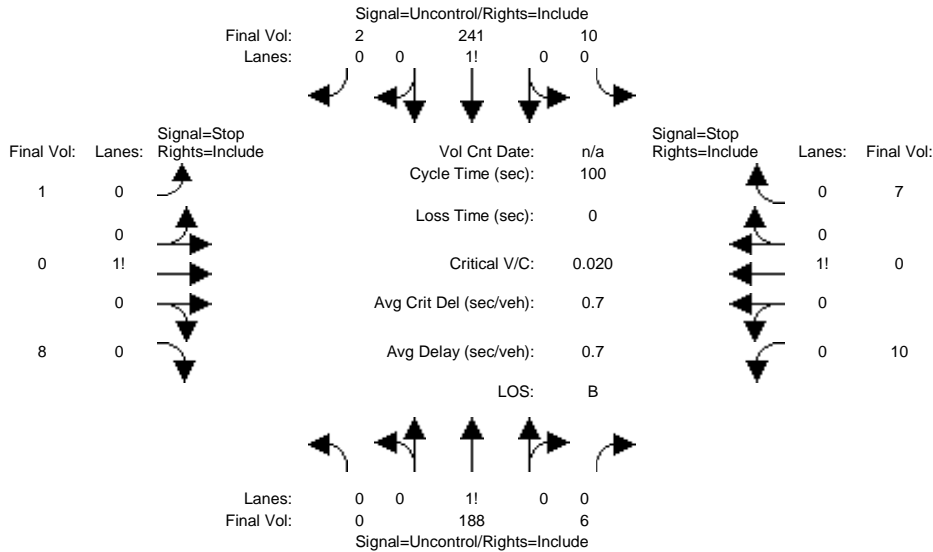 Signal=Uncontrol/Rights=Include
Final Vol: 2 241 10
Lanes: 0 0 1! 0 0
Signal=Stop Signal=Stop
Final Vol: Lanes: Rights=Include Vol Cnt Date: n/a Rights=Include Lanes: Final Vol:
Cycle Time (sec): 100
1 0 0 7
Loss Time (sec): 0
0 0
0 1! Critical V/C: 0.020 1! 0
0 Avg Crit Del (sec/veh): 0.7 0
8 0 Avg Delay (sec/veh): 0.7 0 10
LOS: B
Lanes: 0 0 1! 0 0
Final Vol: 0 188 6
Signal=Uncontrol/Rights=Include